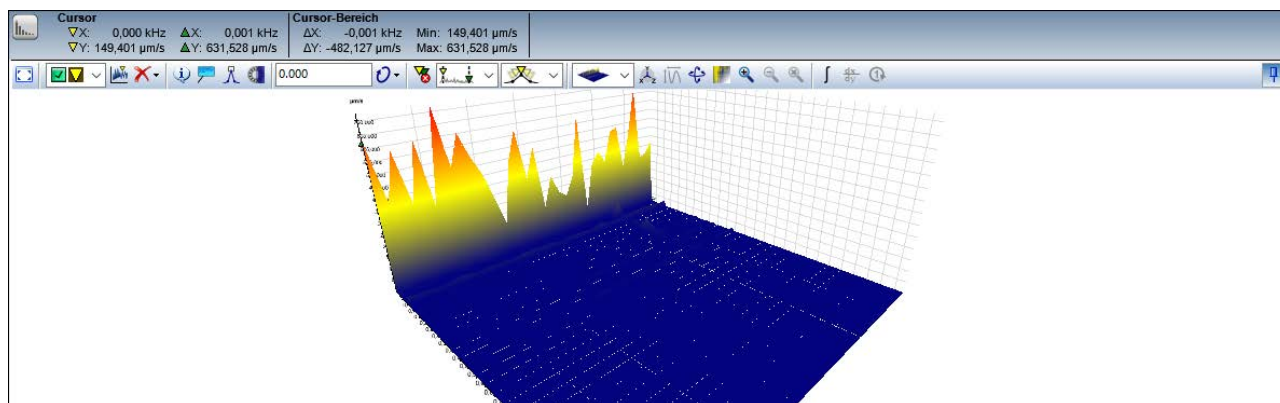 Cursor
▽X: 0,000 kHz ▲X: 0,001 kHz
▽Y: 149,401 µm/s ▲Y: 631,528 µm/s
Cursor-Bereich
ΔX: -0,001 kHz Min: 149,401 µm/s
ΔY: -482,127 µm/s Max: 631,528 µm/s
0.000